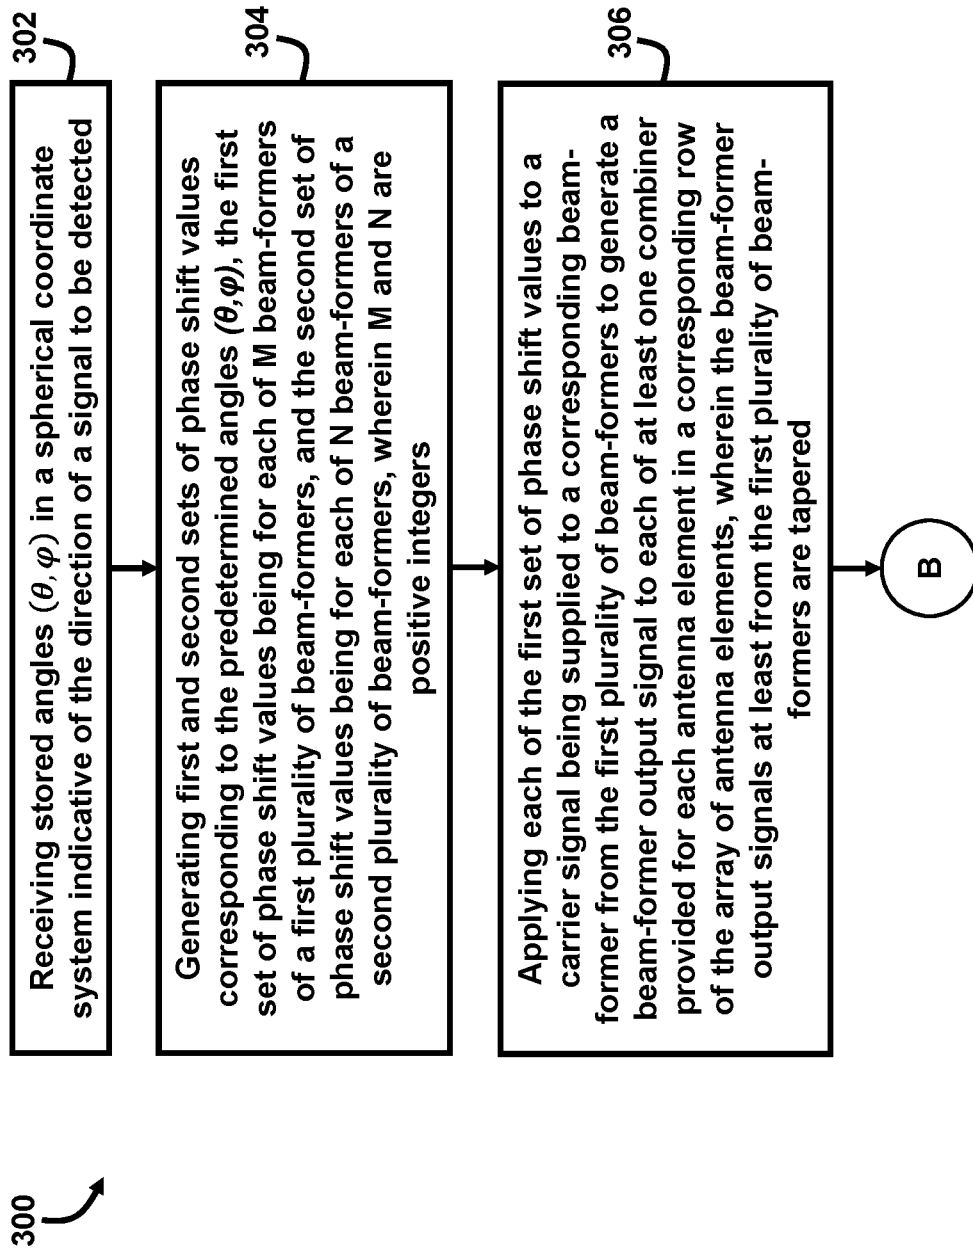 300
302
Receiving stored angles (θ, φ) in a spherical coordinate
system indicative of the direction of a signal to be detected
304
Generating first and second sets of phase shift values
corresponding to the predetermined angles (θ,φ), the first
set of phase shift values being for each of M beam-formers
of a first plurality of beam-formers, and the second set of
phase shift values being for each of N beam-formers of a
second plurality of beam-formers, wherein M and N are
positive integers
306
Applying each of the first set of phase shift values to a
carrier signal being supplied to a corresponding beam-
former from the first plurality of beam-formers to generate a
beam-former output signal to each of at least one combiner
provided for each antenna element in a corresponding row
of the array of antenna elements, wherein the beam-former
output signals at least from the first plurality of beam-
formers are tapered
B